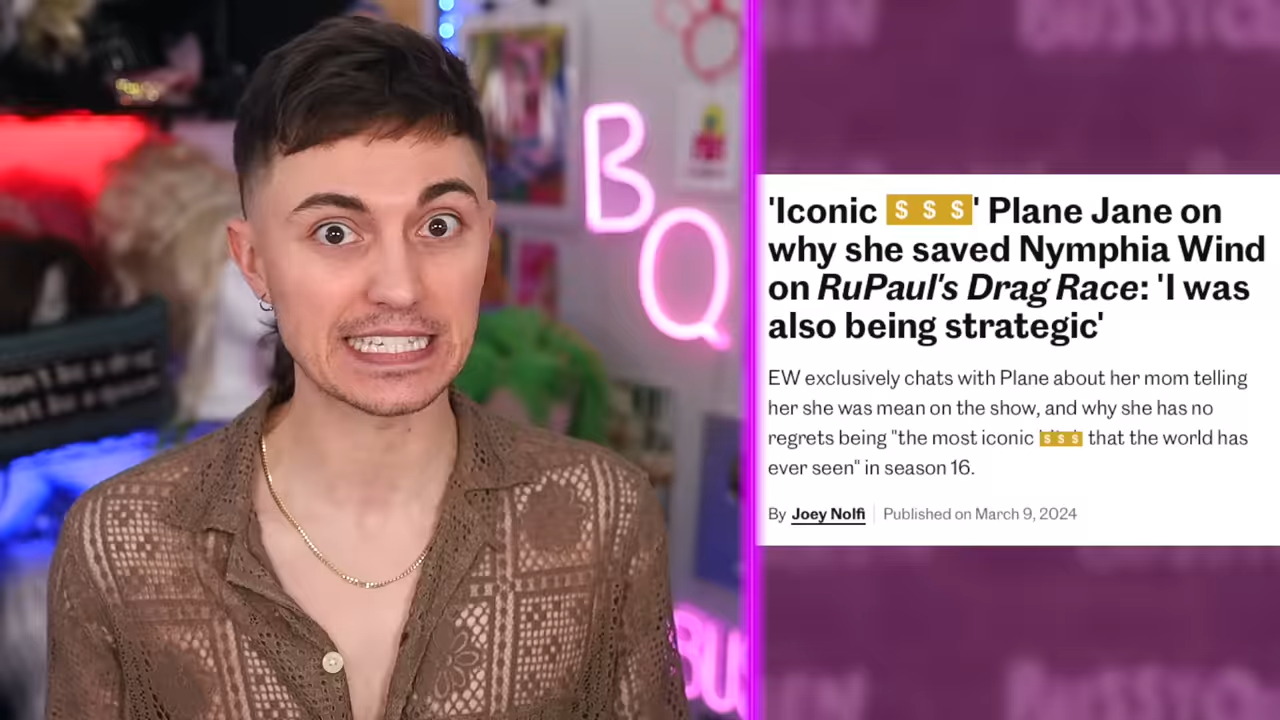 BQ
'Iconic $ $ $' Plane Jane on
why she saved Nymphia Wind
on RuPaul's Drag Race: 'I was
also being strategic'
EW exclusively chats with Plane about her mom telling
her she was mean on the show, and why she has no
regrets being "the most iconic $ $ $ that the world has
ever seen" in season 16.
By Joey Nolfi Published on March 9, 2024
BUS